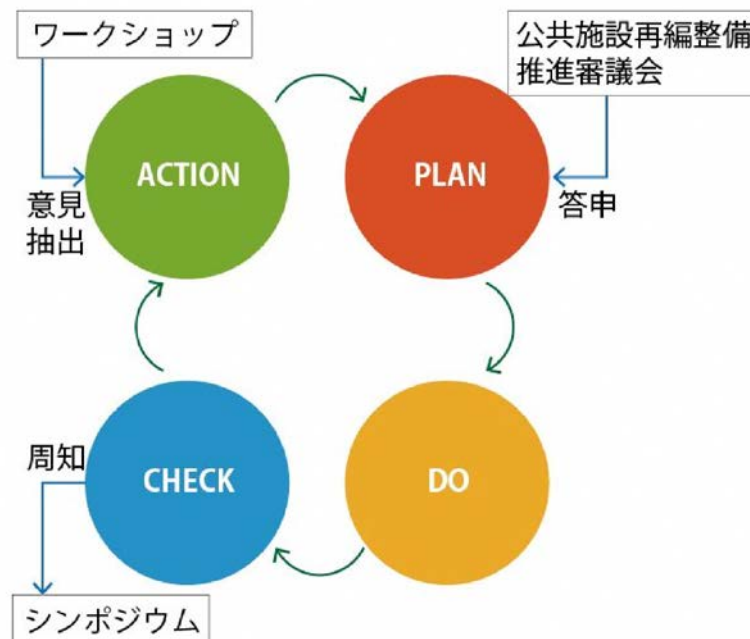 ワークショップ
公共施設再編整備
推進審議会
ACTION
PLAN
意見
抽出
答申
周知
CHECK
DO
シンポジウム